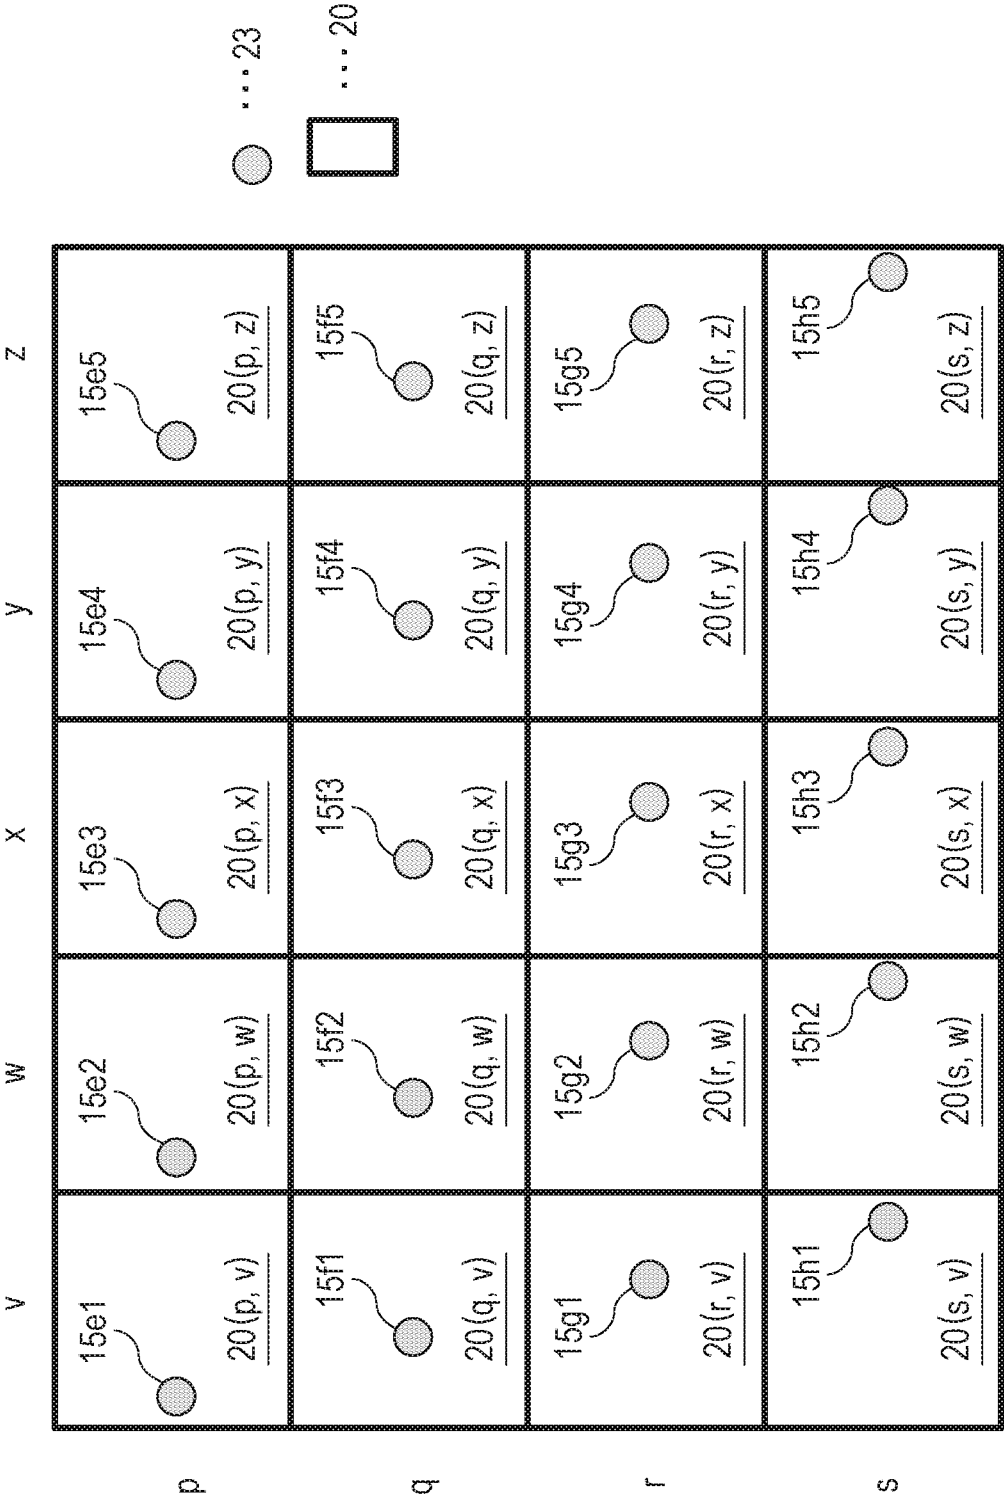 v w x y z
p
15e1 15e2 15e3 15e4 15e5
20(p, v) 20(p, w) 20(p, x) 20(p, y) 20(p, z)
q
15f1 15f2 15f3 15f4 15f5
20(q, v) 20(q, w) 20(q, x) 20(q, y) 20(q, z)
r
15g1 15g2 15g3 15g4 15g5
20(r, v) 20(r, w) 20(r, x) 20(r, y) 20(r, z)
s
15h1 15h2 15h3 15h4 15h5
20(s, v) 20(s, w) 20(s, x) 20(s, y) 20(s, z)
···23
···20